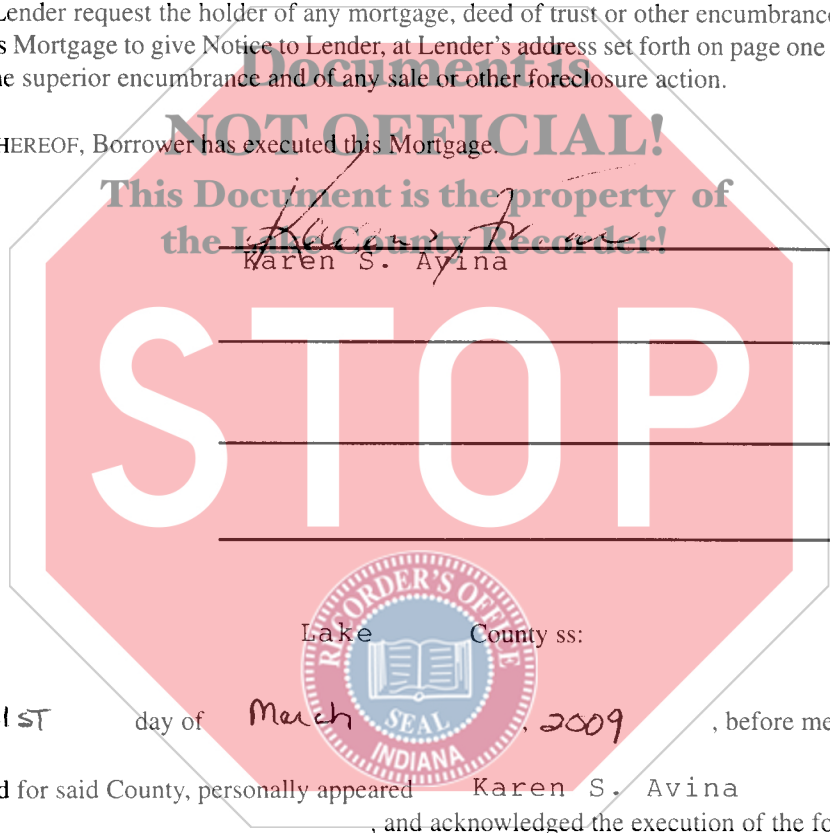 Lender request the holder of any mortgage, deed of trust or other encumbranc
s Mortgage to give Notice to Lender, at Lender's address set forth on page one
e superior encumbrance and of any sale or other foreclosure action.
Document is
HEREOF, Borrower has executed this Mortgage.
NOT OFFICIAL!
This Document is the property of
the Lake County Recorder!
Karen S. Avina
STOP
RECORDER'S OFFICE
Lake County ss:
1 ST day of March, 2009, before me
SEAL
INDIANA
d for said County, personally appeared Karen S. Avina
, and acknowledged the execution of the fo